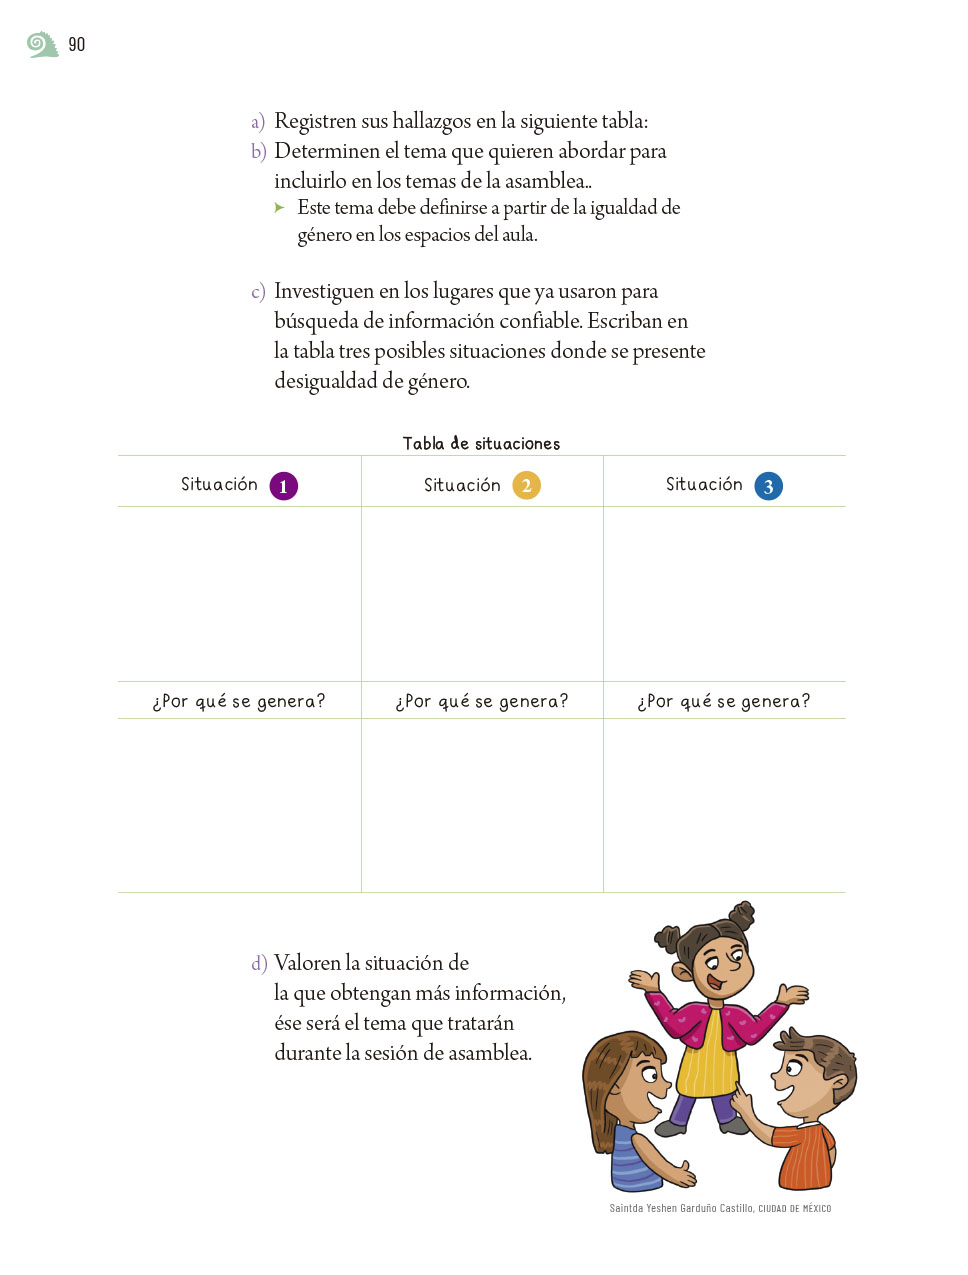 90
a) Registren sus hallazgos en la siguiente tabla:
b) Determinen el tema que quieren abordar para
incluirlo en los temas de la asamblea..
➤ Este tema debe definirse a partir de la igualdad de
género en los espacios del aula.
c) Investiguen en los lugares que ya usaron para
búsqueda de información confiable. Escriban en
la tabla tres posibles situaciones donde se presente
desigualdad de género.
Tabla de situaciones
Situación 1 Situación 2 Situación 3
¿Por qué se genera? ¿Por qué se genera? ¿Por qué se genera?
d) Valoren la situación de
la que obtengan más información,
ése será el tema que tratarán
durante la sesión de asamblea.
Saintda Yeshen Garduño Castillo, CIUDAD DE MÉXICO